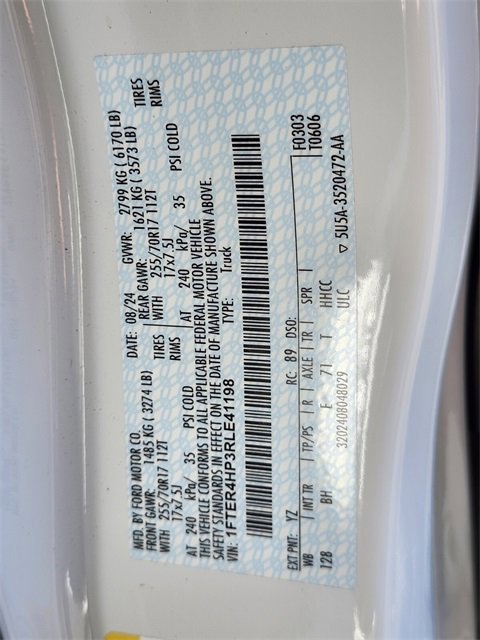 MFD. BY FORD MOTOR CO. DATE: 08/24 GVWR: 2799 KG ( 6170 LB)
FRONT GAWR: 1485 KG ( 3274 LB) REAR GAWR: 1621 KG ( 3573 LB)
WITH 255/70R17 112T TIRES WITH 255/70R17 112T TIRES
17x7.5J RIMS 17x7.5J RIMS
AT 240 kPa/ 35 PSI COLD AT 240 kPa/ 35 PSI COLD
THIS VEHICLE CONFORMS TO ALL APPLICABLE FEDERAL MOTOR VEHICLE
SAFETY STANDARDS IN EFFECT ON THE DATE OF MANUFACTURE SHOWN ABOVE.
VIN: 1FTER4HP3RLE41198 TYPE: Truck
F0303
T0606
EXT PNT: YZ RC: 89 DSO:
WB INT TR TP/PS R AXLE TR SPR
128 BH E 71 T HHCC
ULC
▽ 5U5A-3520472-AA
3202408048029